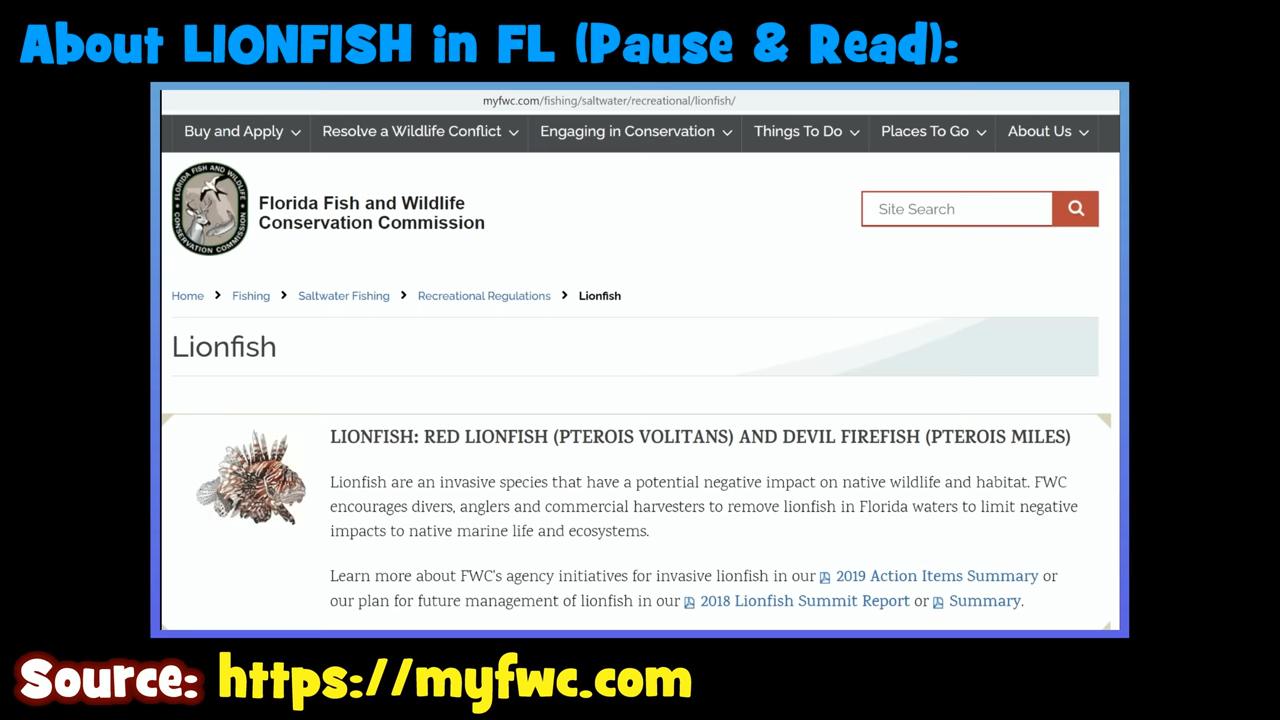 About LIONFISH in FL (Pause & Read):
myfwc.com/fishing/saltwater/recreational/lionfish/
Buy and Apply Resolve a Wildlife Conflict Engaging in Conservation Things To Do Places To Go About Us
FLORIDA FISH AND WILDLIFE
CONSERVATION COMMISSION
Florida Fish and Wildlife
Conservation Commission
Site Search
Home Fishing Saltwater Fishing Recreational Regulations Lionfish
Lionfish
LIONFISH: RED LIONFISH (PTEROIS VOLITANS) AND DEVIL FIREFISH (PTEROIS MILES)
Lionfish are an invasive species that have a potential negative impact on native wildlife and habitat. FWC
encourages divers, anglers and commercial harvesters to remove lionfish in Florida waters to limit negative
impacts to native marine life and ecosystems.
Learn more about FWC's agency initiatives for invasive lionfish in our 2019 Action Items Summary or
our plan for future management of lionfish in our 2018 Lionfish Summit Report or Summary.
Source: https://myfwc.com